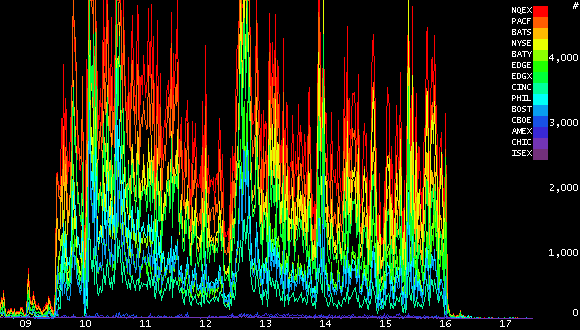 NQEX
PACF
BATS
NYSE
BATY
EDGE
EDGX
CINC
PHIL
BOST
CBOE
AMEX
CHIC
ISEX
#
4,000
3,000
2,000
1,000
0
09 10 11 12 13 14 15 16 17